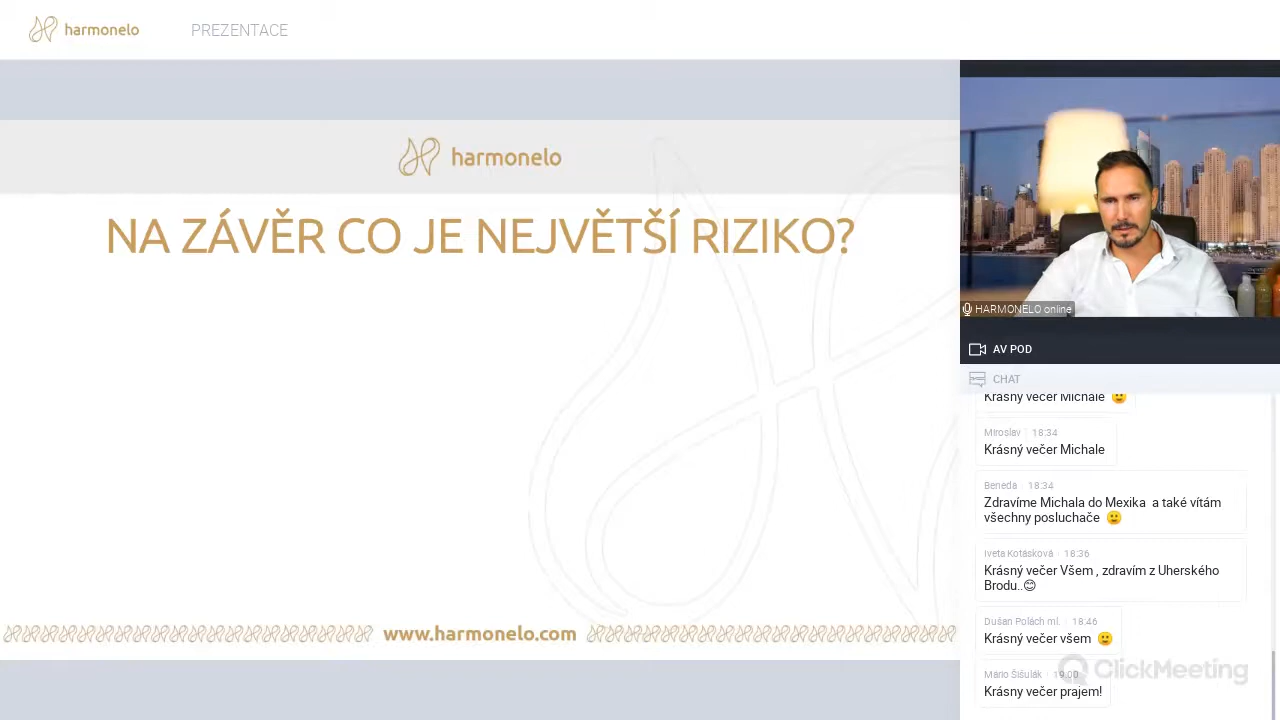 harmonelo
PREZENTACE
harmonelo
NA ZÁVĚR CO JE NEJVĚTŠÍ RIZIKO?
www.harmonelo.com
HARMONELO online
AV POD
CHAT
Krásný večer Michale 🙂
Miroslav 18:34
Krásný večer Michale
Beneda 18:34
Zdravíme Michala do Mexika a také vítám
všechny posluchače 🙂
Iveta Kotásková 18:36
Krásný večer Všem , zdravím z Uherského
Brodu..😊
Dušan Polách ml. 18:46
Krásný večer všem 🙂
Mário Šišulák 19:00
Krásny večer prajem!
ClickMeeting